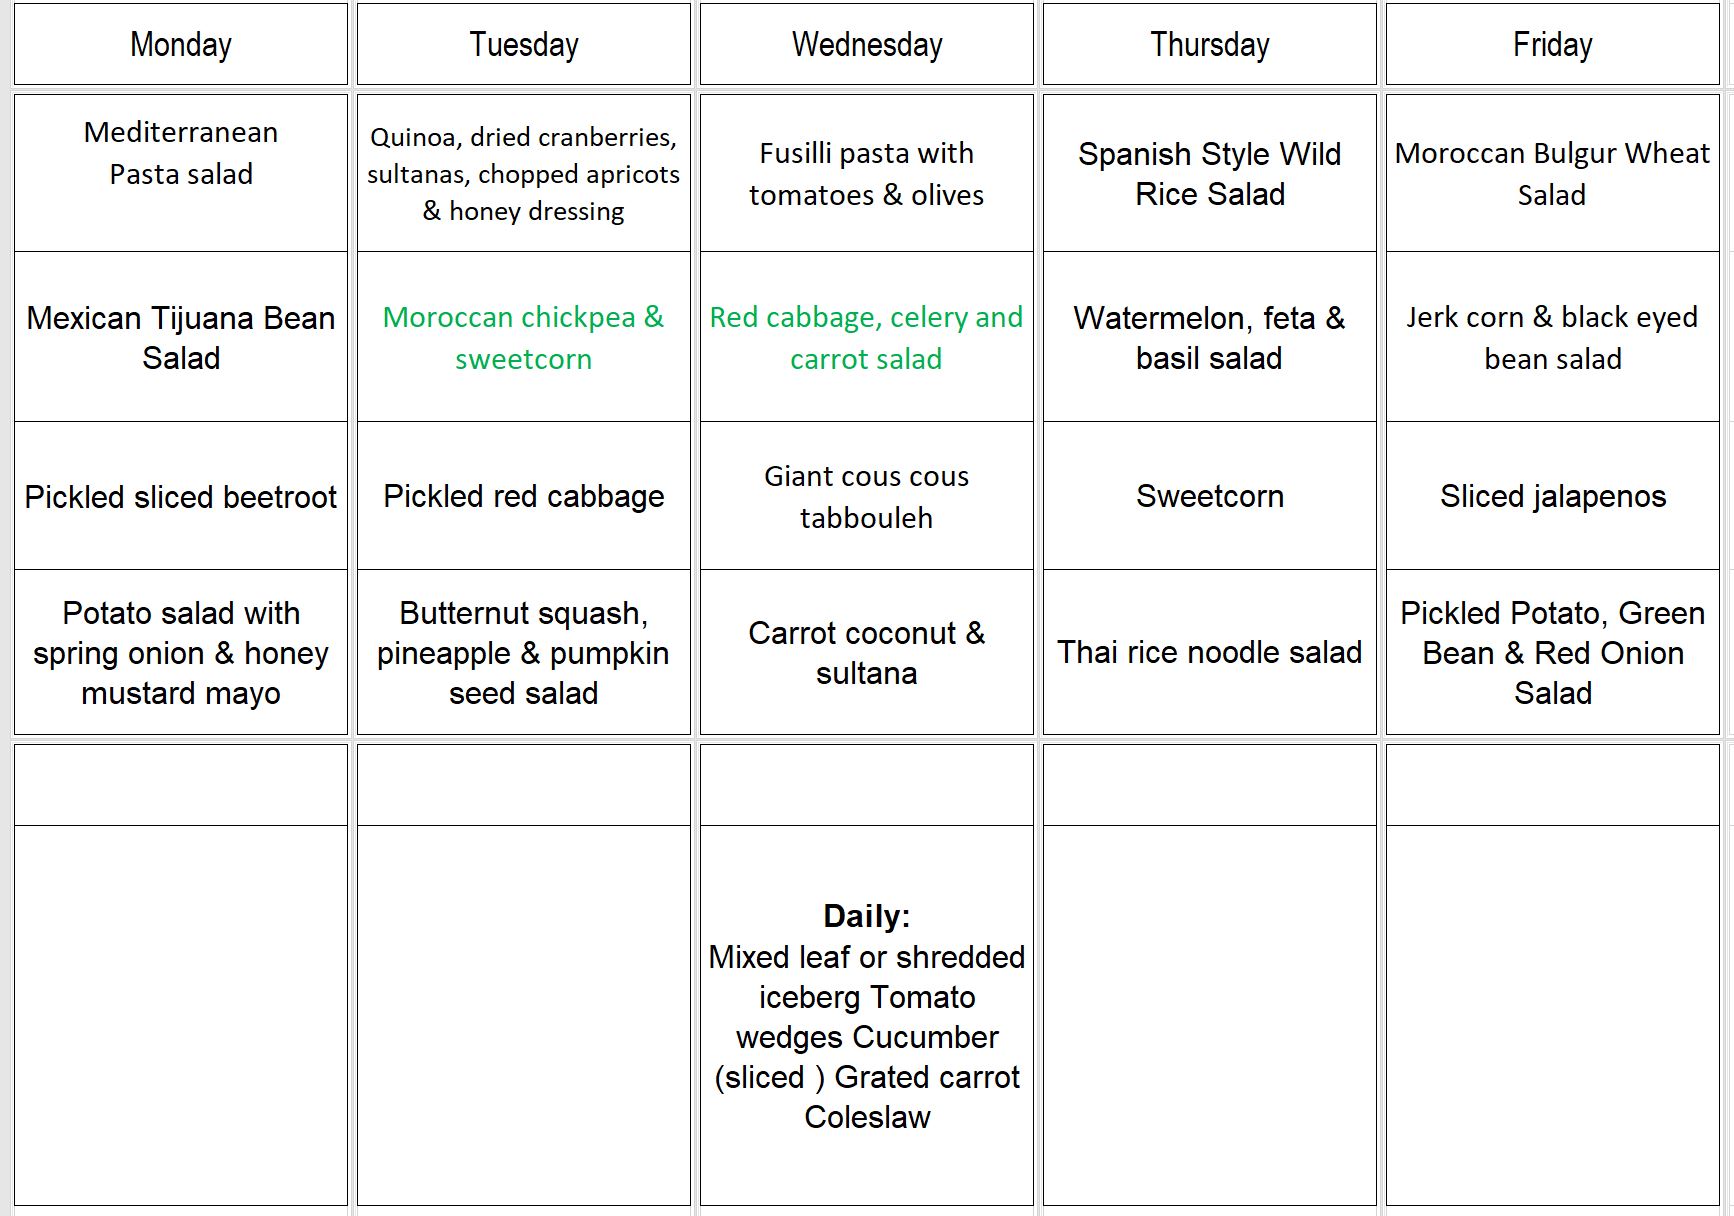 Monday
Tuesday
Wednesday
Thursday
Friday
Mediterranean
Pasta salad
Quinoa, dried cranberries,
sultanas, chopped apricots
& honey dressing
Fusilli pasta with
tomatoes & olives
Spanish Style Wild
Rice Salad
Moroccan Bulgur Wheat
Salad
Mexican Tijuana Bean
Salad
Moroccan chickpea &
sweetcorn
Red cabbage, celery and
carrot salad
Watermelon, feta &
basil salad
Jerk corn & black eyed
bean salad
Pickled sliced beetroot
Pickled red cabbage
Giant cous cous
tabbouleh
Sweetcorn
Sliced jalapenos
Potato salad with
spring onion & honey
mustard mayo
Butternut squash,
pineapple & pumpkin
seed salad
Carrot coconut &
sultana
Thai rice noodle salad
Pickled Potato, Green
Bean & Red Onion
Salad
Daily:
Mixed leaf or shredded
iceberg Tomato
wedges Cucumber
(sliced ) Grated carrot
Coleslaw